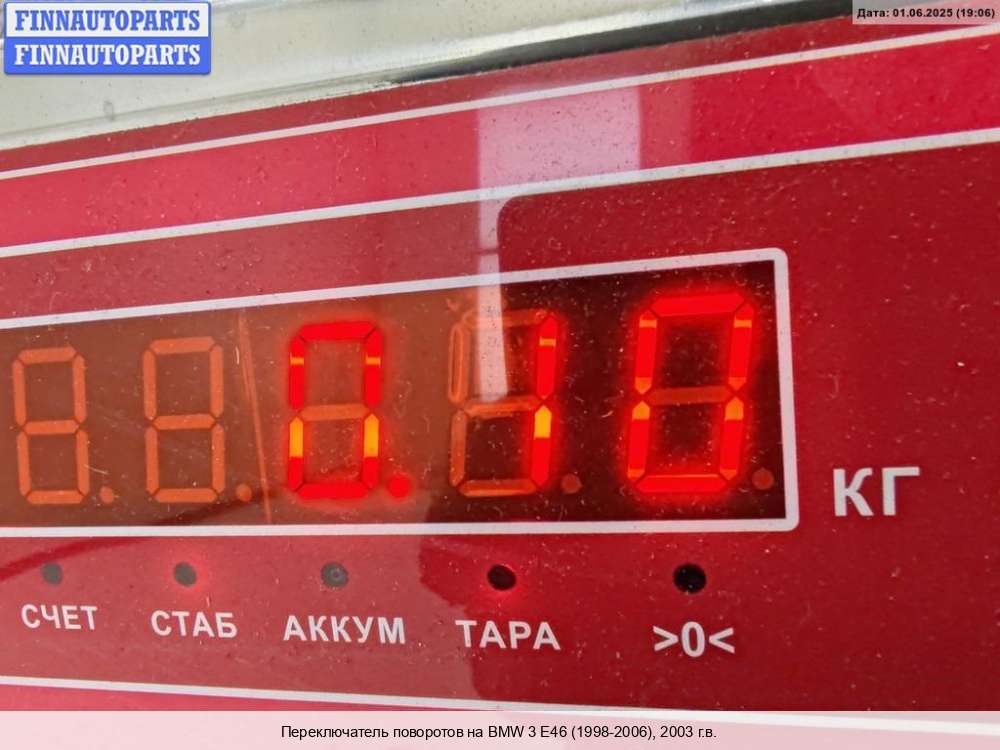 FINNAUTOPARTS
FINNAUTOPARTS
Дата: 01.06.2025 (19:06)
0.10
КГ
СЧЕТ СТАБ АККУМ ТАРА >0<
Переключатель поворотов на BMW 3 E46 (1998-2006), 2003 г.в.